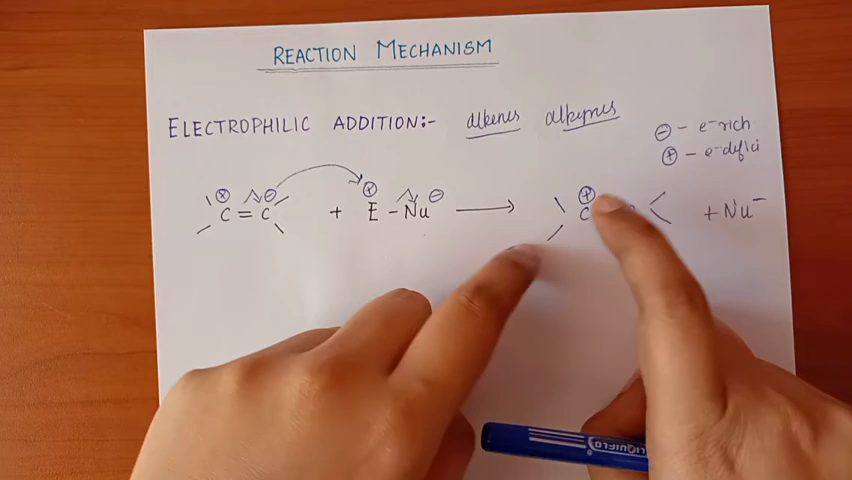 REACTION MECHANISM
ELECTROPHILIC ADDITION:- alkenes alkynes
⊖ - e⁻ rich
⊕ - e⁻ defici
⊕ ⊖ ⊕ ⊖ ⊕
C = C + E - Nu → C + Nu⁻